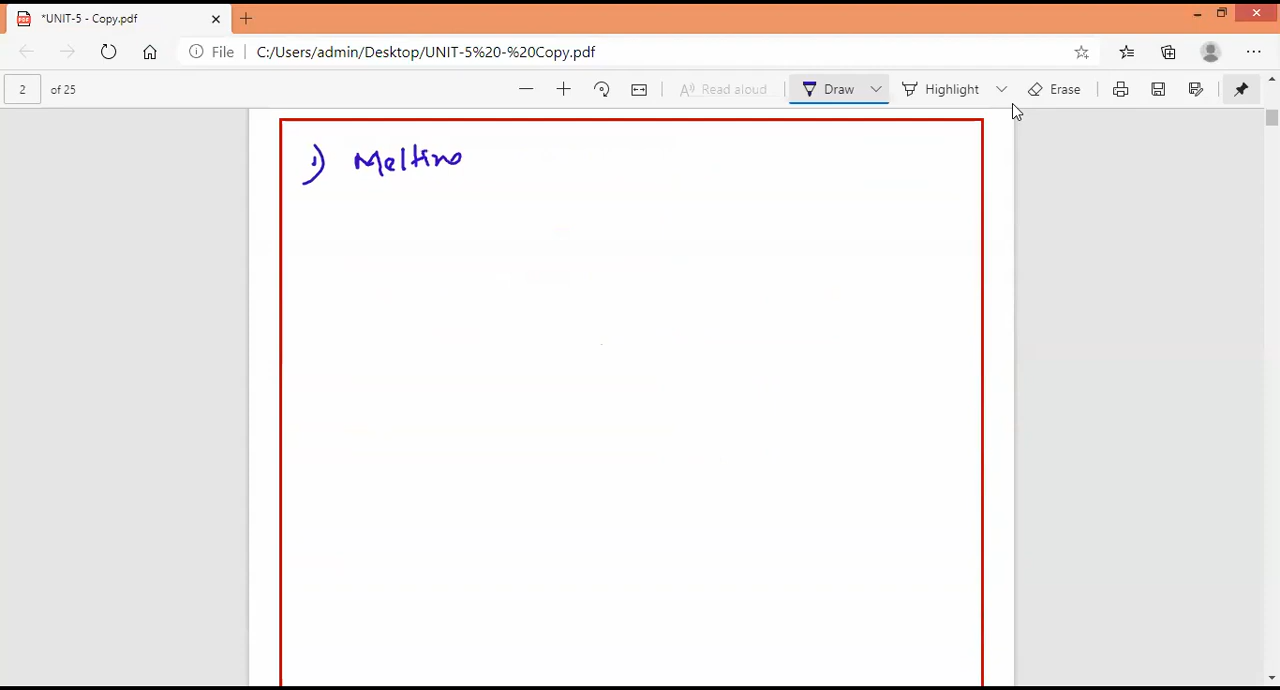 *UNIT-5 - Copy.pdf
File C:/Users/admin/Desktop/UNIT-5%20-%20Copy.pdf
2 of 25 Read aloud Draw Highlight Erase
1) Meltino